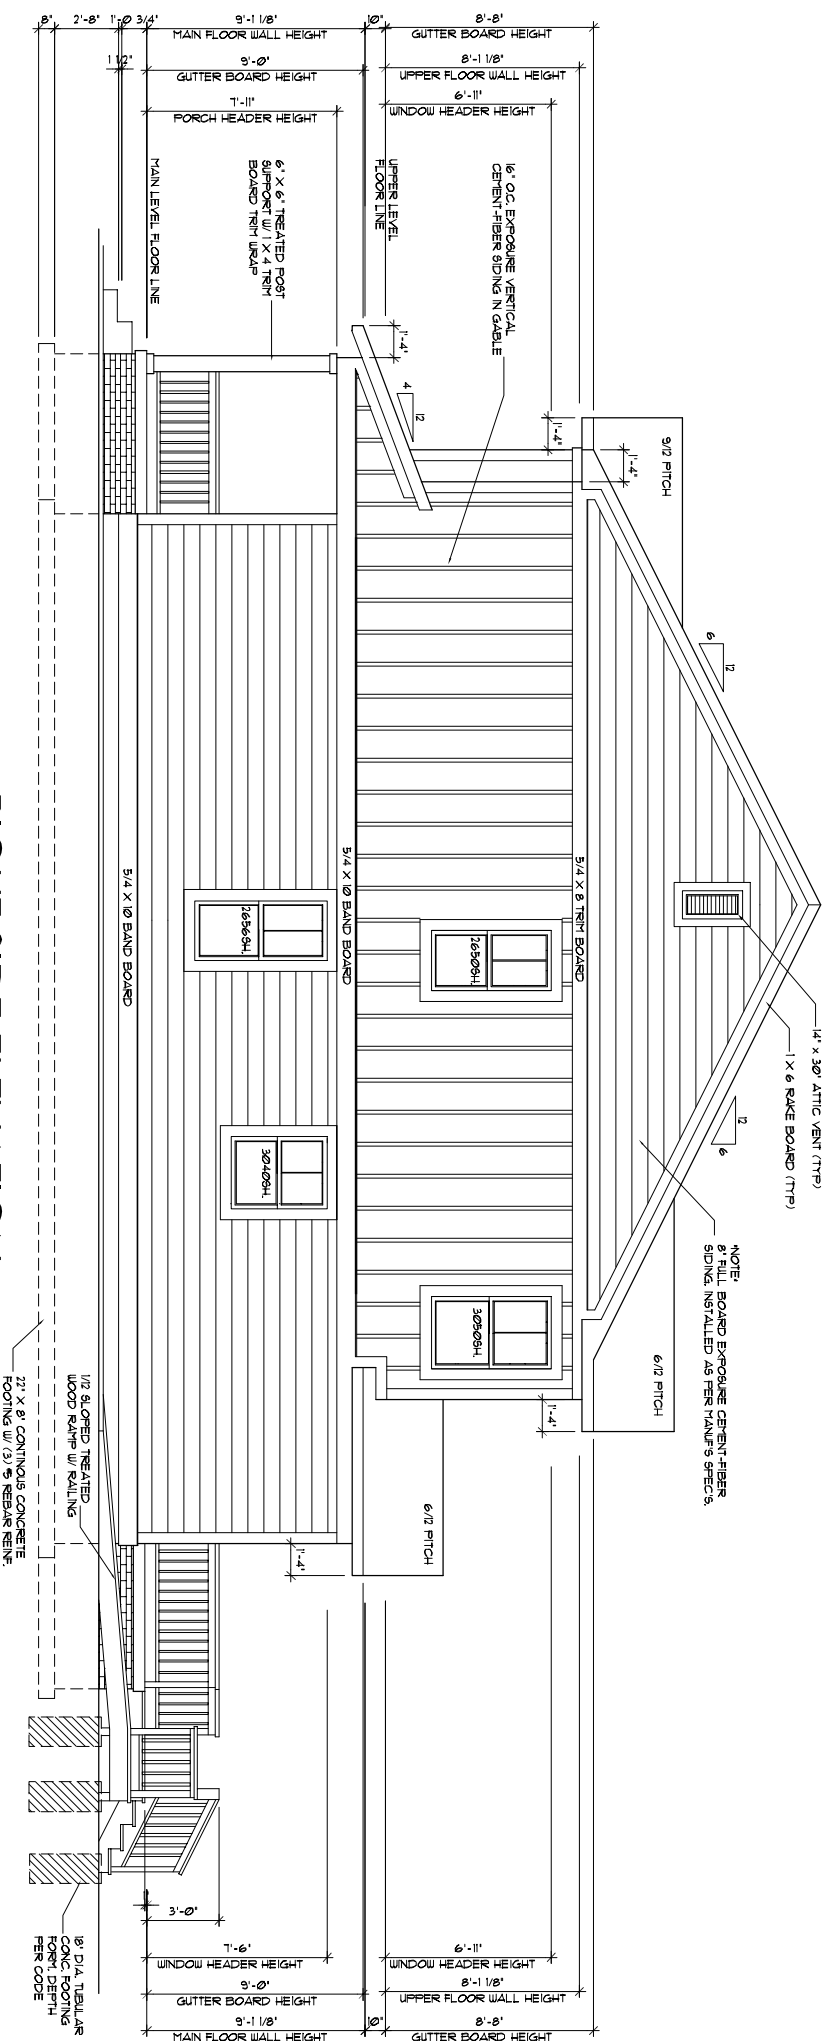 8"
2'-8"
1'-0 3/4"
9'-1 1/8"
MAIN FLOOR WALL HEIGHT
10"
8'-8"
GUTTER BOARD HEIGHT
1 1/2"
9'-0"
GUTTER BOARD HEIGHT
8'-1 1/8"
UPPER FLOOR WALL HEIGHT
7'-11"
PORCH HEADER HEIGHT
6'-11"
WINDOW HEADER HEIGHT
MAIN LEVEL FLOOR LINE
6" X 6" TREATED POST
SUPPORT W/ 1 X 4 TRIM
BOARD TRIM WRAP
UPPER LEVEL
FLOOR LINE
16" O.C. EXPOSURE VERTICAL
CEMENT-FIBER SIDING IN GABLE
1'-4"
4
12
1'-4"
1'-4"
9/12 PITCH
6
12
14" x 30" ATTIC VENT (TYP)
1 X 6 RAKE BOARD (TYP)
12
6
"NOTE"
8" FULL BOARD EXPOSURE CEMENT-FIBER
SIDING. INSTALLED AS PER MANUF'S SPEC'S.
5/4 X 8 TRIM BOARD
5/4 X 10 BAND BOARD
5/4 X 10 BAND BOARD
2650SH.
2656SH.
3040SH.
3050SH.
6/12 PITCH
1'-4"
6/12 PITCH
1'-4"
1/12 SLOPED TREATED
WOOD RAMP W/ RAILING
22" X 8" CONTINOUS CONCRETE
FOOTING W/ (3) #5 REBAR REINF.
18" DIA. TUBULAR
CONC. FOOTING
FORM. DEPTH
PER CODE
3'-0"
7'-6"
WINDOW HEADER HEIGHT
6'-11"
WINDOW HEADER HEIGHT
9'-0"
GUTTER BOARD HEIGHT
8'-1 1/8"
UPPER FLOOR WALL HEIGHT
9'-1 1/8"
MAIN FLOOR WALL HEIGHT
10"
8'-8"
GUTTER BOARD HEIGHT